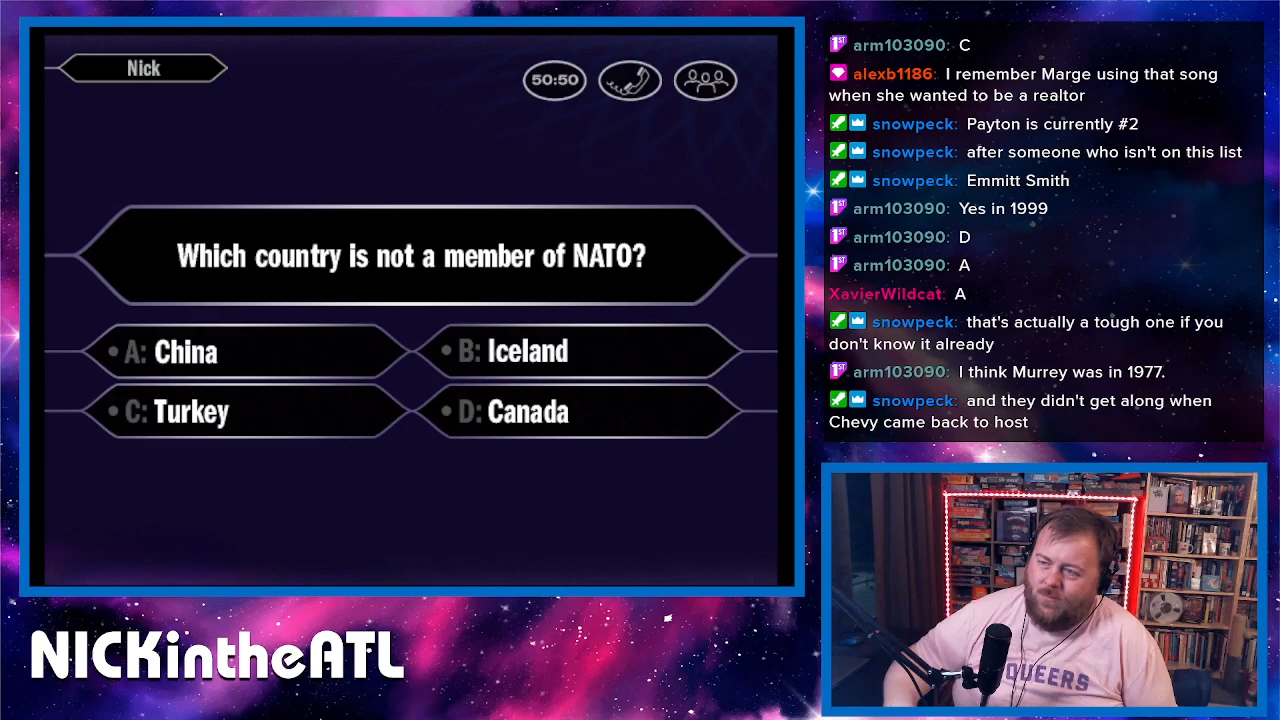 Nick
50:50
Which country is not a member of NATO?
• A: China
• B: Iceland
• C: Turkey
• D: Canada
arm103090: C
alexb1186: I remember Marge using that song
when she wanted to be a realtor
snowpeck: Payton is currently #2
snowpeck: after someone who isn't on this list
snowpeck: Emmitt Smith
arm103090: Yes in 1999
arm103090: D
arm103090: A
XavierWildcat: A
snowpeck: that's actually a tough one if you
don't know it already
arm103090: I think Murrey was in 1977.
snowpeck: and they didn't get along when
Chevy came back to host
NICKintheATL
QUEERS